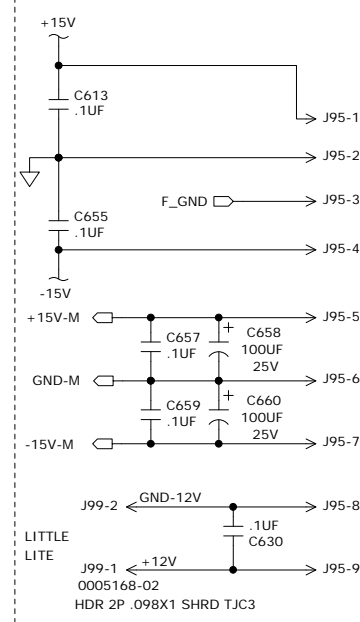 +15V
C613
.1UF
J95-1
J95-2
F_GND
J95-3
C655
.1UF
J95-4
-15V
+15V-M
J95-5
C657
.1UF
+
C658
100UF
25V
GND-M
J95-6
C659
.1UF
+
C660
100UF
25V
-15V-M
J95-7
J99-2
GND-12V
J95-8
.1UF
C630
LITTLE
LITE
J99-1
+12V
J95-9
0005168-02
HDR 2P .098X1 SHRD TJC3